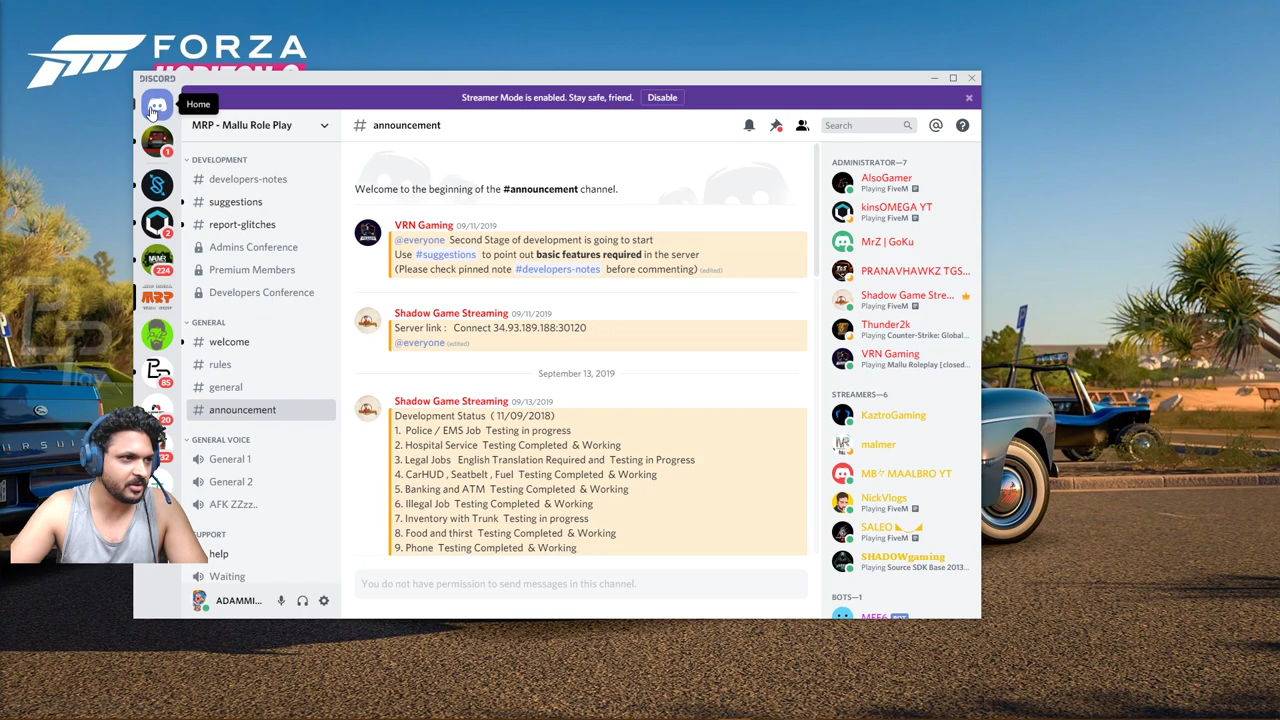 FORZA
DISCORD
Streamer Mode is enabled. Stay safe, friend.
Disable
Home
MRP - Mallu Role Play
# announcement
Search
1
2
224
MRP
85
20
32
DEVELOPMENT
# developers-notes
# suggestions
# report-glitches
Admins Conference
Premium Members
Developers Conference
GENERAL
# welcome
# rules
# general
# announcement
GENERAL VOICE
General 1
General 2
AFK ZZzz..
SUPPORT
help
Waiting
ADAMMI...
Welcome to the beginning of the #announcement channel.
VRN Gaming 09/11/2019
@everyone Second Stage of development is going to start
Use #suggestions to point out basic features required in the server
(Please check pinned note #developers-notes before commenting) (edited)
Shadow Game Streaming 09/11/2019
Server link : Connect 34.93.189.188:30120
@everyone (edited)
September 13, 2019
Shadow Game Streaming 09/13/2019
Development Status ( 11/09/2018)
1. Police / EMS Job Testing in progress
2. Hospital Service Testing Completed & Working
3. Legal Jobs English Translation Required and Testing in Progress
4. CarHUD , Seatbelt , Fuel Testing Completed & Working
5. Banking and ATM Testing Completed & Working
6. Illegal Job Testing Completed & Working
7. Inventory with Trunk Testing in progress
8. Food and thirst Testing Completed & Working
9. Phone Testing Completed & Working
You do not have permission to send messages in this channel.
ADMINISTRATOR—7
AlsoGamer
Playing FiveM
kinsOMEGA YT
Playing FiveM
MrZ | GoKu
PRANAVHAWKZ TGS...
Shadow Game Stre...
Playing FiveM
Thunder2k
Playing Counter-Strike: Global...
VRN Gaming
Playing Mallu Roleplay [closed...
STREAMERS—6
KaztroGaming
malmer
MB MAALBRO YT
NickVlogs
Playing FiveM
SALEO
Playing FiveM
SHADOWgaming
Playing Source SDK Base 2013...
BOTS—1